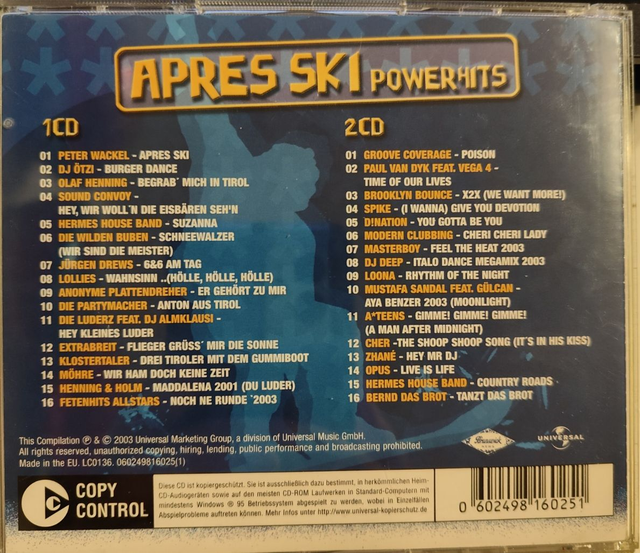 APRES SKI POWERHITS
1CD
01 PETER WACKEL - APRES SKI
02 DJ ÖTZI - BURGER DANCE
03 OLAF HENNING - BEGRAB´ MICH IN TIROL
04 SOUND CONVOY -
HEY, WIR WOLL´N DIE EISBÄREN SEH'N
05 HERMES HOUSE BAND - SUZANNA
06 DIE WILDEN BUBEN - SCHNEEWALZER
(WIR SIND DIE MEISTER)
07 JÜRGEN DREWS - 6&6 AM TAG
08 LOLLIES - WAHNSINN ..(HÖLLE, HÖLLE, HÖLLE)
09 ANONYME PLATTENDREHER - ER GEHÖRT ZU MIR
10 DIE PARTYMACHER - ANTON AUS TIROL
11 DIE LUDERZ FEAT. DJ ALMKLAUSI -
HEY KLEINES LUDER
12 EXTRABREIT - FLIEGER GRÜSS´ MIR DIE SONNE
13 KLOSTERTALER - DREI TIROLER MIT DEM GUMMIBOOT
14 MÖHRE - WIR HAM DOCH KEINE ZEIT
15 HENNING & HOLM - MADDALENA 2001 (DU LUDER)
16 FETENHITS ALLSTARS - NOCH NE RUNDE ´2003
2CD
01 GROOVE COVERAGE - POISON
02 PAUL VAN DYK FEAT. VEGA 4 -
TIME OF OUR LIVES
03 BROOKLYN BOUNCE - X2X (WE WANT MORE!)
04 SPIKE - (I WANNA) GIVE YOU DEVOTION
05 D!NATION - YOU GOTTA BE YOU
06 MODERN CLUBBING - CHERI CHERI LADY
07 MASTERBOY - FEEL THE HEAT 2003
08 DJ DEEP - ITALO DANCE MEGAMIX 2003
09 LOONA - RHYTHM OF THE NIGHT
10 MUSTAFA SANDAL FEAT. GÜLCAN -
AYA BENZER 2003 (MOONLIGHT)
11 A*TEENS - GIMME! GIMME! GIMME!
(A MAN AFTER MIDNIGHT)
12 CHER -THE SHOOP SHOOP SONG (IT´S IN HIS KISS)
13 ZHANÉ - HEY MR DJ
14 OPUS - LIVE IS LIFE
15 HERMES HOUSE BAND - COUNTRY ROADS
16 BERND DAS BROT - TANZT DAS BROT
This Compilation ℗ & © 2003 Universal Marketing Group, a division of Universal Music GmbH.
All rights reserved, unauthorized copying, hiring, lending, public performance and broadcasting prohibited.
Made in the EU. LC0136. 060249816025(1)
UNIVERSAL
COPY
CONTROL
Diese CD ist kopiergeschützt. Sie ist ausschließlich dazu bestimmt, in herkömmlichen Heim-
CD-Audiogeräten sowie auf den meisten CD-ROM Laufwerken in Standard-Computern mit
mindestens Windows ® 95 Betriebssystem abgespielt zu werden, wobei in Einzelfällen
Abspielprobleme auftreten können. Mehr Infos unter http://www.universal-kopierschutz.de
0 602498 160251